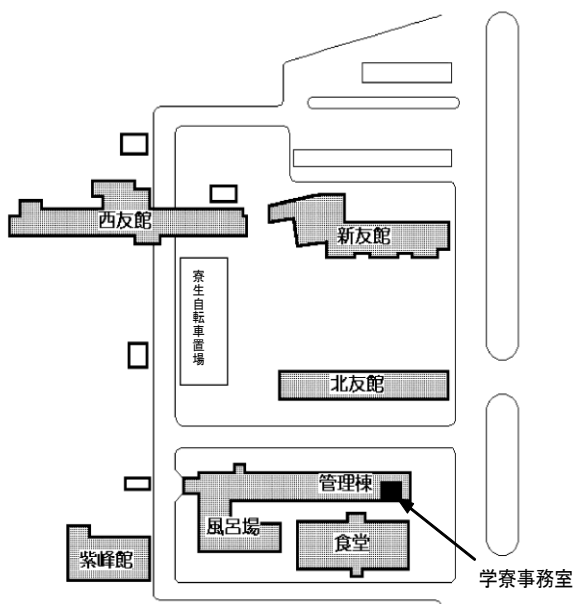 西友館
新友館
寮生自転車置場
北友館
管理棟
風呂場
食堂
紫峰館
学寮事務室